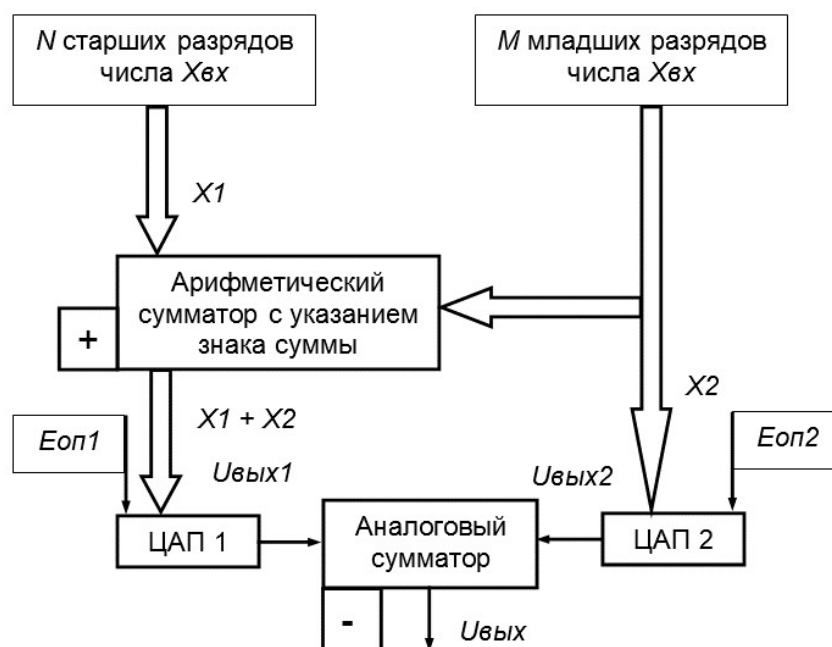 N старших разрядов
числа Xвх
M младших разрядов
числа Xвх
X1
Арифметический
сумматор с указанием
знака суммы
+
X2
X1 + X2
Eоп1
Eоп2
Uвых1
Uвых2
ЦАП 1
Аналоговый
сумматор
ЦАП 2
-
Uвых